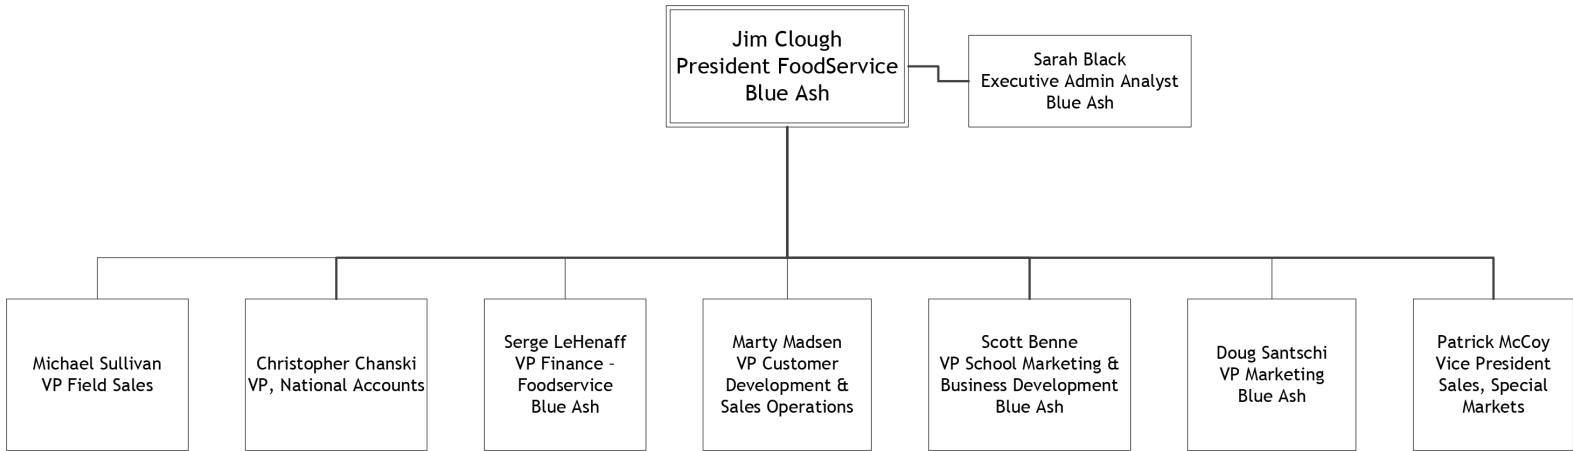 Jim Clough
President FoodService
Blue Ash
Sarah Black
Executive Admin Analyst
Blue Ash
Michael Sullivan
VP Field Sales
Christopher Chanski
VP, National Accounts
Serge LeHenaff
VP Finance –
Foodservice
Blue Ash
Marty Madsen
VP Customer
Development &
Sales Operations
Scott Benne
VP School Marketing &
Business Development
Blue Ash
Doug Santschi
VP Marketing
Blue Ash
Patrick McCoy
Vice President
Sales, Special
Markets